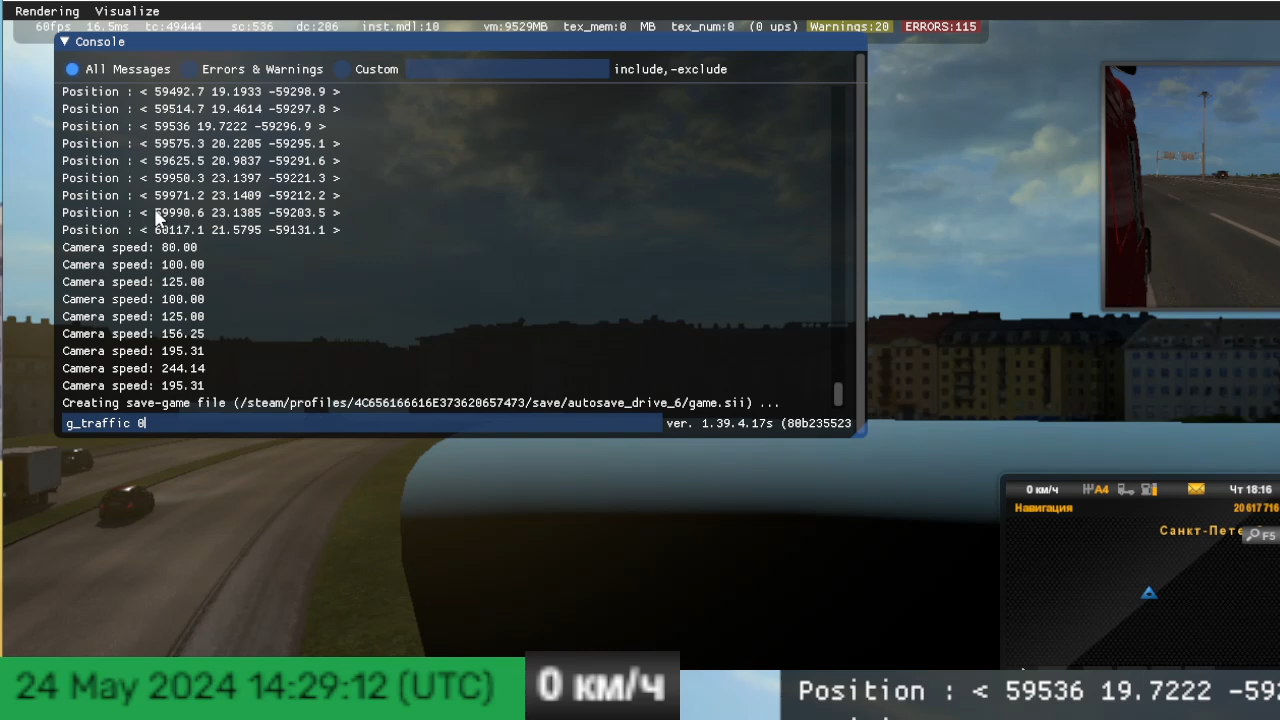 Rendering Visualize
60fps 16.5ms tc:49444 sc:536 dc:286 inst.mdl:10 vm:9529MB tex_mem:0 MB tex_num:0 (0 ups) Warnings:20 ERRORS:115
Console
All Messages Errors & Warnings Custom include,-exclude
Position : < 59492.7 19.1933 -59298.9 >
Position : < 59514.7 19.4614 -59297.8 >
Position : < 59536 19.7222 -59296.9 >
Position : < 59575.3 20.2205 -59295.1 >
Position : < 59625.5 20.9837 -59291.6 >
Position : < 59950.3 23.1397 -59221.3 >
Position : < 59971.2 23.1409 -59212.2 >
Position : < 59990.6 23.1385 -59203.5 >
Position : < 60117.1 21.5795 -59131.1 >
Camera speed: 80.00
Camera speed: 100.00
Camera speed: 125.00
Camera speed: 100.00
Camera speed: 125.00
Camera speed: 156.25
Camera speed: 195.31
Camera speed: 244.14
Camera speed: 195.31
Creating save-game file (/steam/profiles/4C656166616E373620657473/save/autosave_drive_6/game.sii) ...
g_traffic 0 ver. 1.39.4.17s (80b235523
0 км/ч A4 Чт 18:16
Навигация 20 617 716
Санкт-Пете
F5
24 May 2024 14:29:12 (UTC) 0 км/ч
Position : < 59536 19.7222 -59